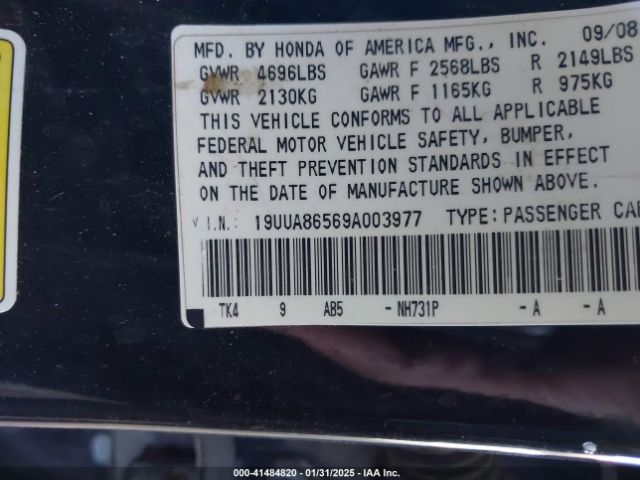 MFD. BY HONDA OF AMERICA MFG., INC. 09/08
GVWR 4696LBS GAWR F 2568LBS R 2149LBS
GVWR 2130KG GAWR F 1165KG R 975KG
THIS VEHICLE CONFORMS TO ALL APPLICABLE
FEDERAL MOTOR VEHICLE SAFETY, BUMPER,
AND THEFT PREVENTION STANDARDS IN EFFECT
ON THE DATE OF MANUFACTURE SHOWN ABOVE.
V I.N.: 19UUA86569A003977 TYPE:PASSENGER CAR
TK4 9 AB5 -NH731P -A -A
000-41484820 - 01/31/2025 - IAA Inc.